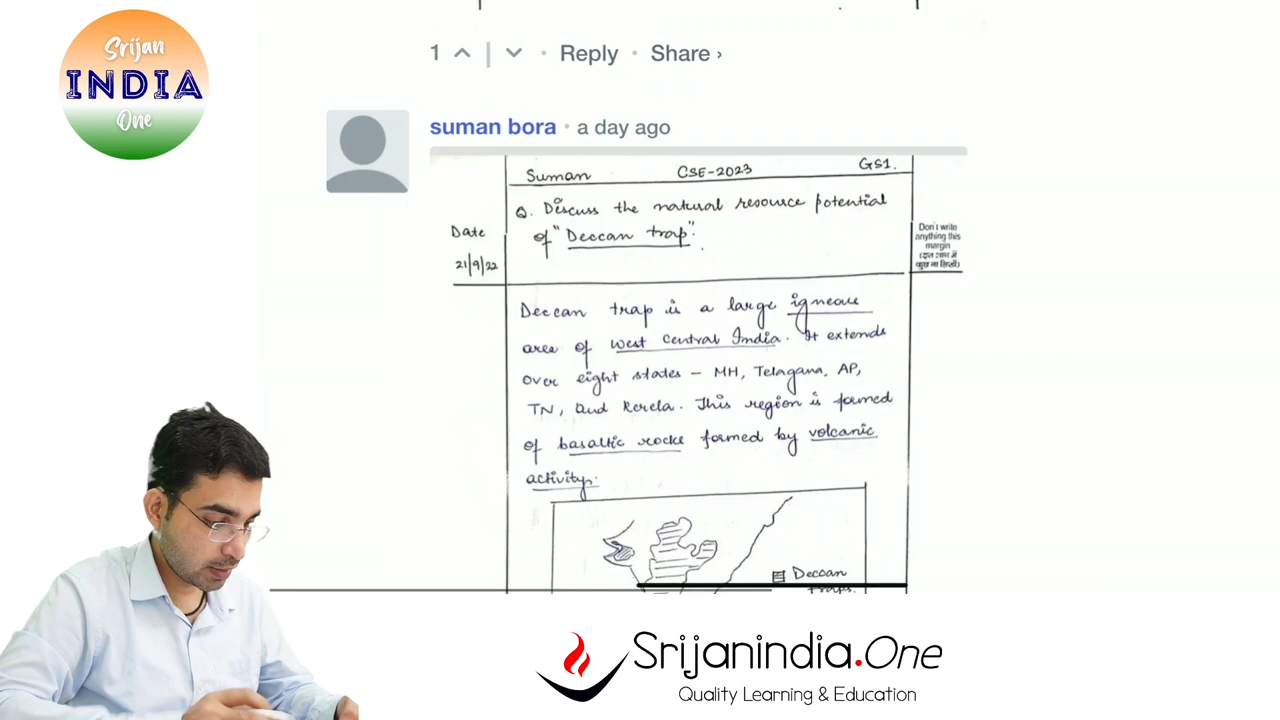 Srijan
INDIA
One
1 Reply Share ›
suman bora · a day ago
Suman CSE-2023 GS1.
Q. Discuss the natural resource potential
of "Deccan trap".
Date
21/9/22
Don't write
anything this
margin
(इस भाग में
कुछ ना लिखें)
Deccan trap is a large igneous
area of West Central India. It extends
over eight states - MH, Telagana, AP,
TN, and Kerela. This region is formed
of basaltic rocks formed by volcanic
activity.
Deccan
traps.
Srijanindia.One
Quality Learning & Education